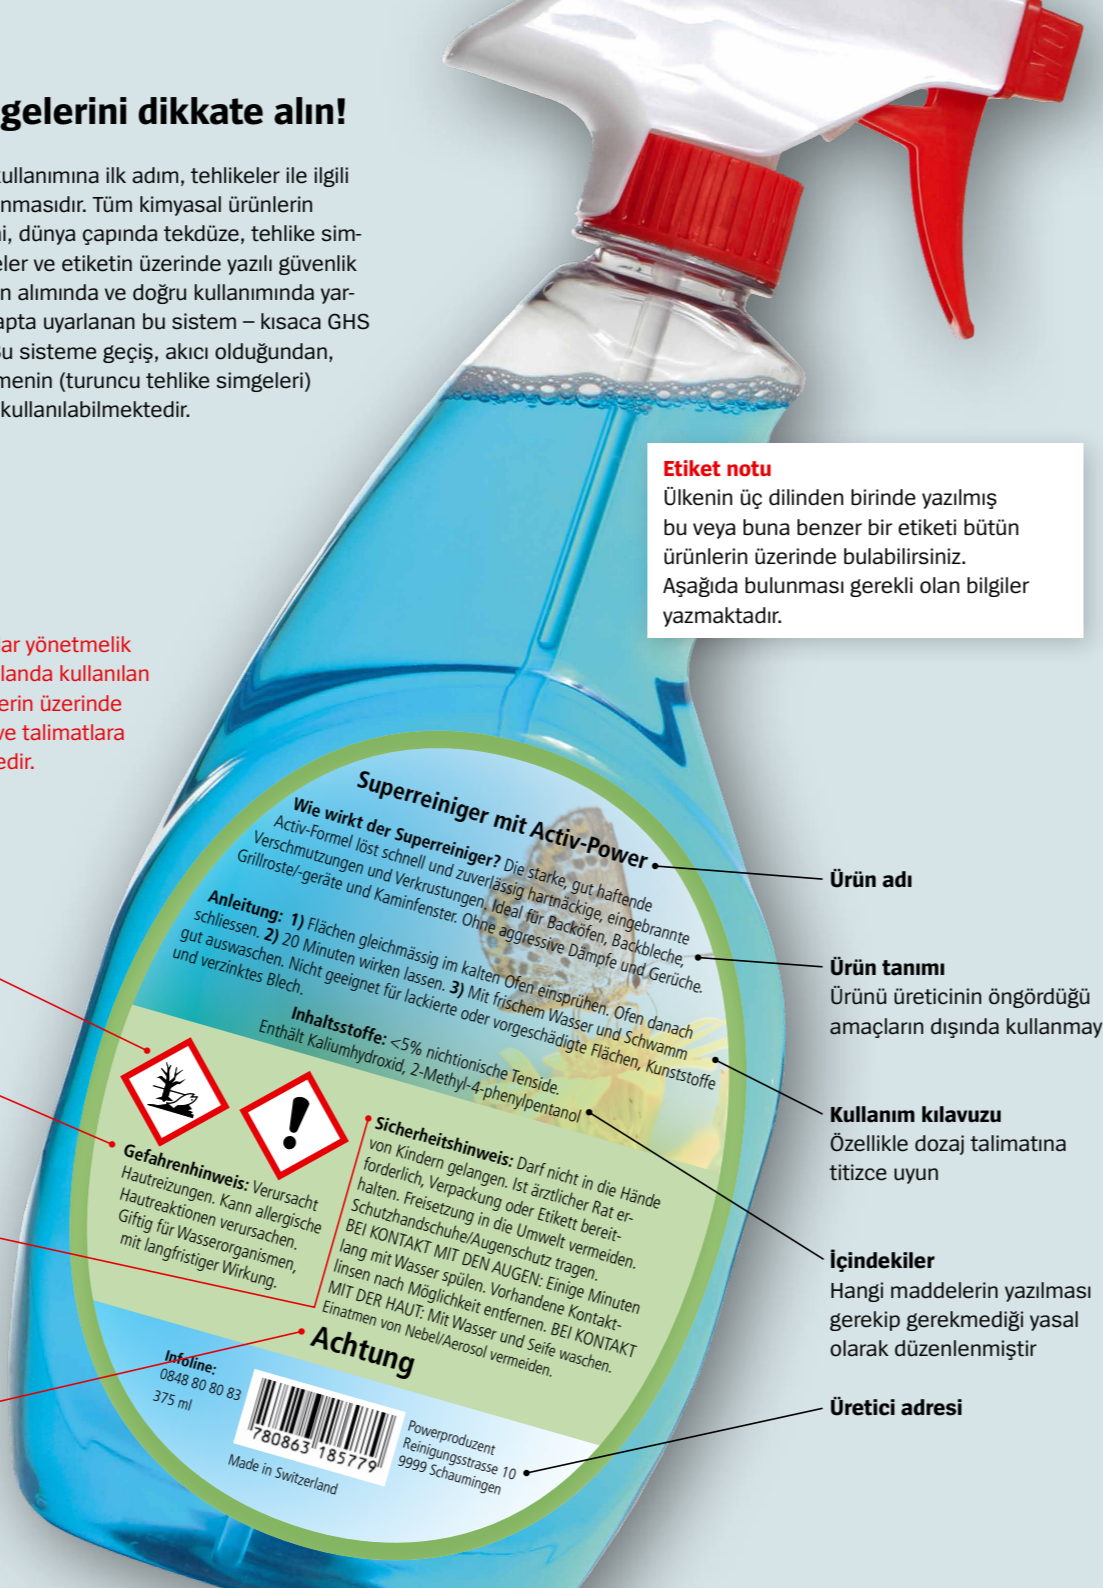 gelerini dikkate alın!
kullanımına ilk adım, tehlikeler ile ilgili
nmasıdır. Tüm kimyasal ürünlerin
ni, dünya çapında tekdüze, tehlike sim-
eler ve etiketin üzerinde yazılı güvenlik
n alımında ve doğru kullanımında yar-
apta uyarlanan bu sistem – kısaca GHS
Bu sisteme geçiş, akıcı olduğundan,
menin (turuncu tehlike simgeleri)
kullanılabilmektedir.
Etiket notu
Ülkenin üç dilinden birinde yazılmış
bu veya buna benzer bir etiketi bütün
ürünlerin üzerinde bulabilirsiniz.
Aşağıda bulunması gerekli olan bilgiler
yazmaktadır.
lar yönetmelik
landa kullanılan
lerin üzerinde
ve talimatlara
edir.
Superreiniger mit Activ-Power
Wie wirkt der Superreiniger? Die starke, gut haftende
Activ-Formel löst schnell und zuverlässig hartnäckige, eingebrannte
Verschmutzungen und Verkrustungen. Ideal für Backöfen, Backbleche,
Grillroste/-geräte und Kaminfenster. Ohne aggressive Dämpfe und Gerüche.
Anleitung: 1) Flächen gleichmässig im kalten Ofen einsprühen, Ofen danach
schliessen. 2) 20 Minuten wirken lassen. 3) Mit frischem Wasser und Schwamm
gut auswaschen. Nicht geeignet für lackierte oder vorgeschädigte Flächen, Kunststoffe
und verzinktes Blech.
Inhaltsstoffe: <5% nichtionische Tenside.
Enthält Kaliumhydroxid, 2-Methyl-4-phenylpentanol
Gefahrenhinweis: Verursacht
Hautreizungen. Kann allergische
Hautreaktionen verursachen.
Giftig für Wasserorganismen,
mit langfristiger Wirkung.
Sicherheitshinweis: Darf nicht in die Hände
von Kindern gelangen. Ist ärztlicher Rat er-
forderlich, Verpackung oder Etikett bereit-
halten. Freisetzung in die Umwelt vermeiden.
Schutzhandschuhe/Augenschutz tragen.
BEI KONTAKT MIT DEN AUGEN: Einige Minuten
lang mit Wasser spülen. Vorhandene Kontakt-
linsen nach Möglichkeit entfernen. BEI KONTAKT
MIT DER HAUT: Mit Wasser und Seife waschen.
Einatmen von Nebel/Aerosol vermeiden.
Achtung
Infoline:
0848 80 80 83
375 ml
780863 185779
Made in Switzerland
Powerproduzent
Reinigungsstrasse 10
9999 Schaumingen
Ürün adı
Ürün tanımı
Ürünü üreticinin öngördüğü
amaçların dışında kullanmay
Kullanım kılavuzu
Özellikle dozaj talimatına
titizce uyun
İçindekiler
Hangi maddelerin yazılması
gerekip gerekmediği yasal
olarak düzenlenmiştir
Üretici adresi